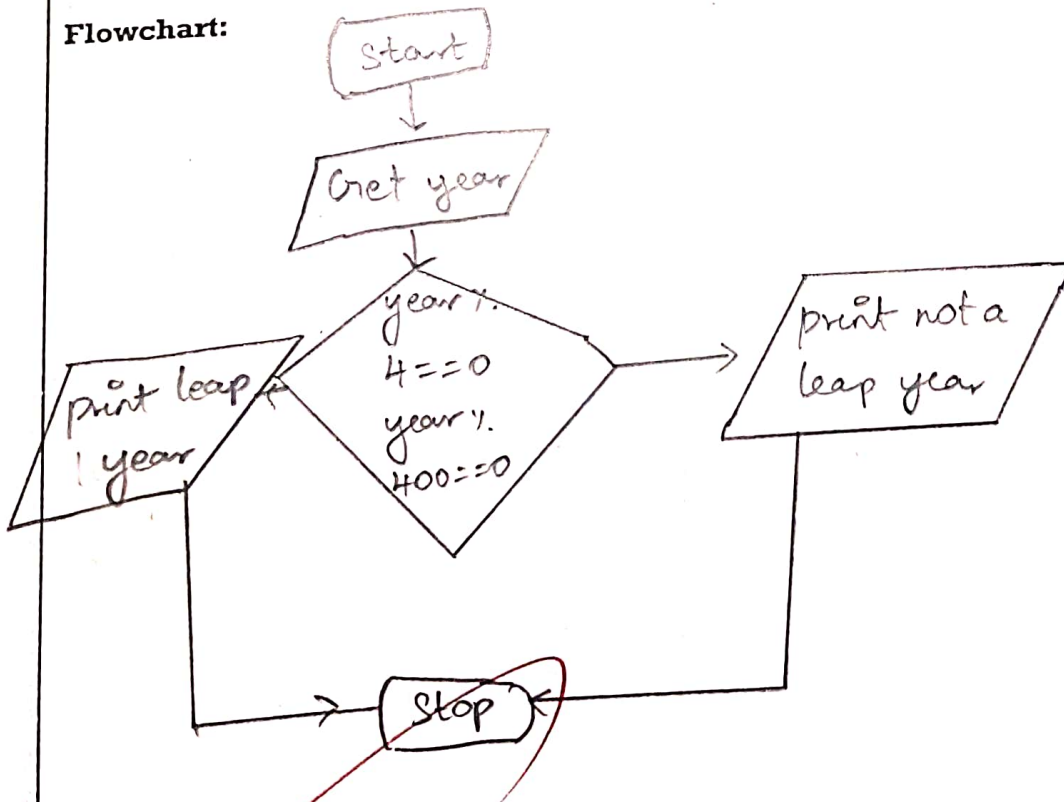 Flowchart:
Start
Get year
year %
4==0
year %
400==0
print leap
year
print not a
leap year
Stop